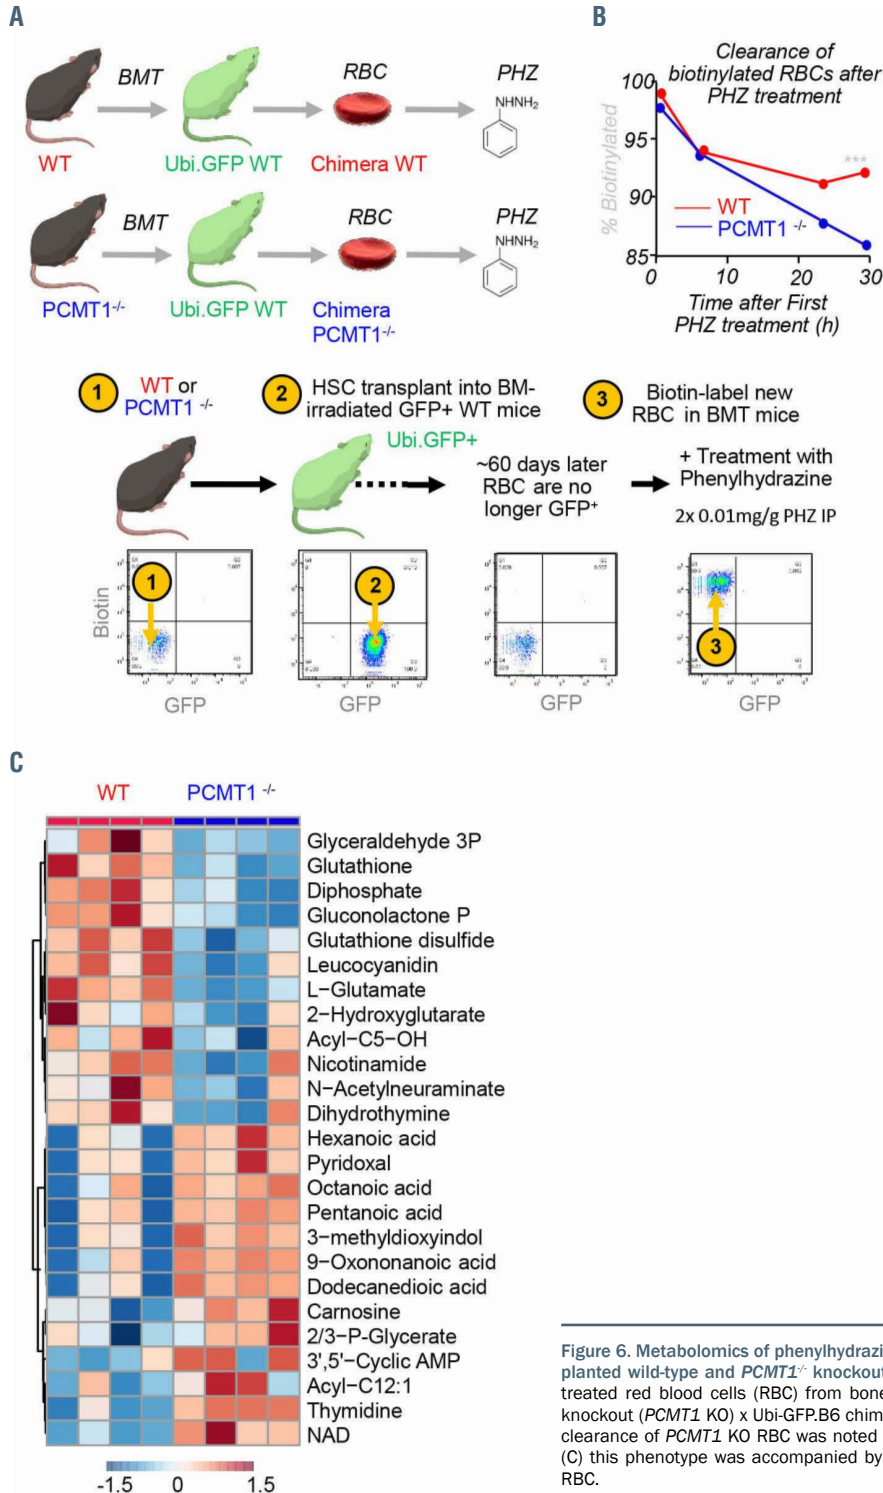 A
BMT
RBC
PHZ
NHNH₂
WT
Ubi.GFP WT
Chimera WT
BMT
RBC
PHZ
NHNH₂
PCMT1-/-
Ubi.GFP WT
Chimera
PCMT1-/-
B
Clearance of
biotinylated RBCs after
PHZ treatment
100
95
90
85
% Biotinylated
***
WT
PCMT1 -/-
0
10
20
30
Time after First
PHZ treatment (h)
1
WT or
PCMT1 -/-
2
HSC transplant into BM-
irradiated GFP+ WT mice
Ubi.GFP+
~60 days later
RBC are no
longer GFP+
3
Biotin-label new
RBC in BMT mice
+ Treatment with
Phenylhydrazine
2x 0.01mg/g PHZ IP
Biotin
1
2
3
GFP
GFP
GFP
GFP
C
WT
PCMT1 -/-
Glyceraldehyde 3P
Glutathione
Diphosphate
Gluconolactone P
Glutathione disulfide
Leucocyanidin
L−Glutamate
2−Hydroxyglutarate
Acyl−C5−OH
Nicotinamide
N−Acetylneuraminate
Dihydrothymine
Hexanoic acid
Pyridoxal
Octanoic acid
Pentanoic acid
3−methyldioxyindol
9−Oxononanoic acid
Dodecanedioic acid
Carnosine
2/3−P−Glycerate
3',5'−Cyclic AMP
Acyl−C12:1
Thymidine
NAD
-1.5 0 1.5
Figure 6. Metabolomics of phenylhydrazi
planted wild-type and PCMT1-/- knockout
treated red blood cells (RBC) from bone
knockout (PCMT1 KO) x Ubi-GFP.B6 chim
clearance of PCMT1 KO RBC was noted
(C) this phenotype was accompanied by
RBC.